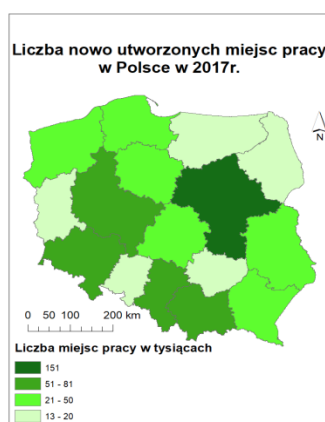 Liczba nowo utworzonych miejsc pracy
w Polsce w 2017r.
N
0 50 100 200 km
Liczba miejsc pracy w tysiącach
151
51 - 81
21 - 50
13 - 20